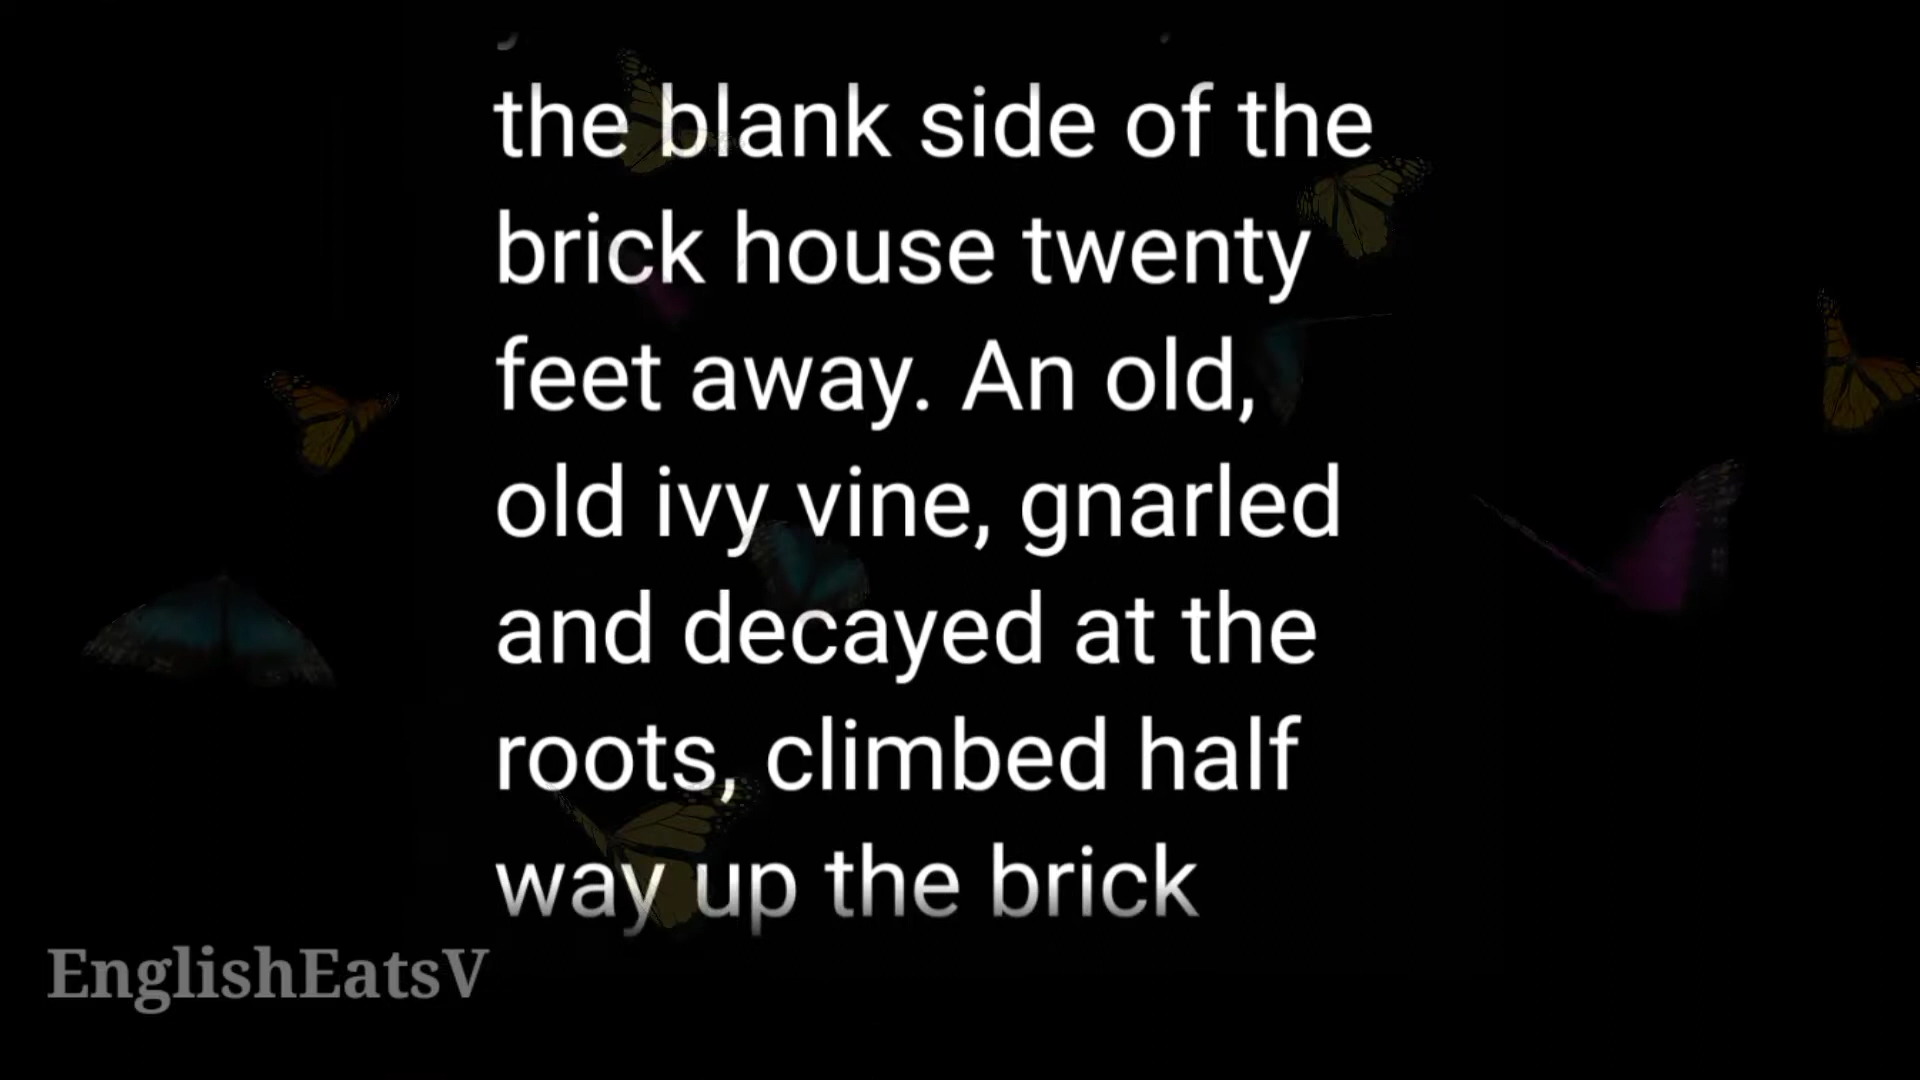 the blank side of the
brick house twenty
feet away. An old,
old ivy vine, gnarled
and decayed at the
roots, climbed half
way up the brick
EnglishEatsV